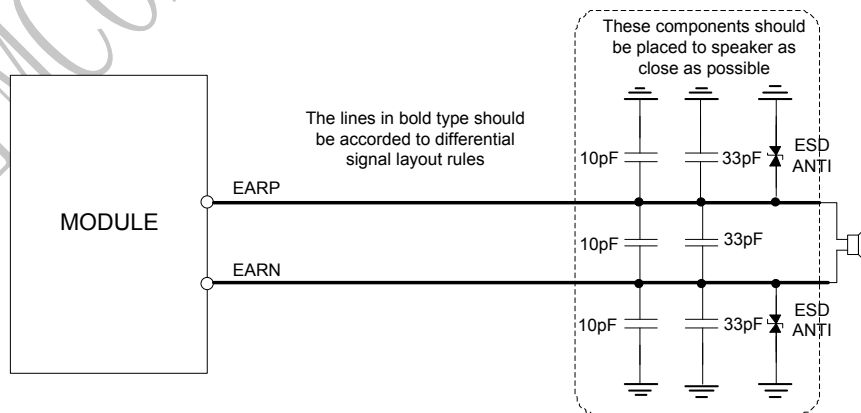 These components should
be placed to speaker as
close as possible
The lines in bold type should
be accorded to differential
signal layout rules
10pF
33pF
ESD
ANTI
EARP
MODULE
10pF
33pF
EARN
10pF
33pF
ESD
ANTI